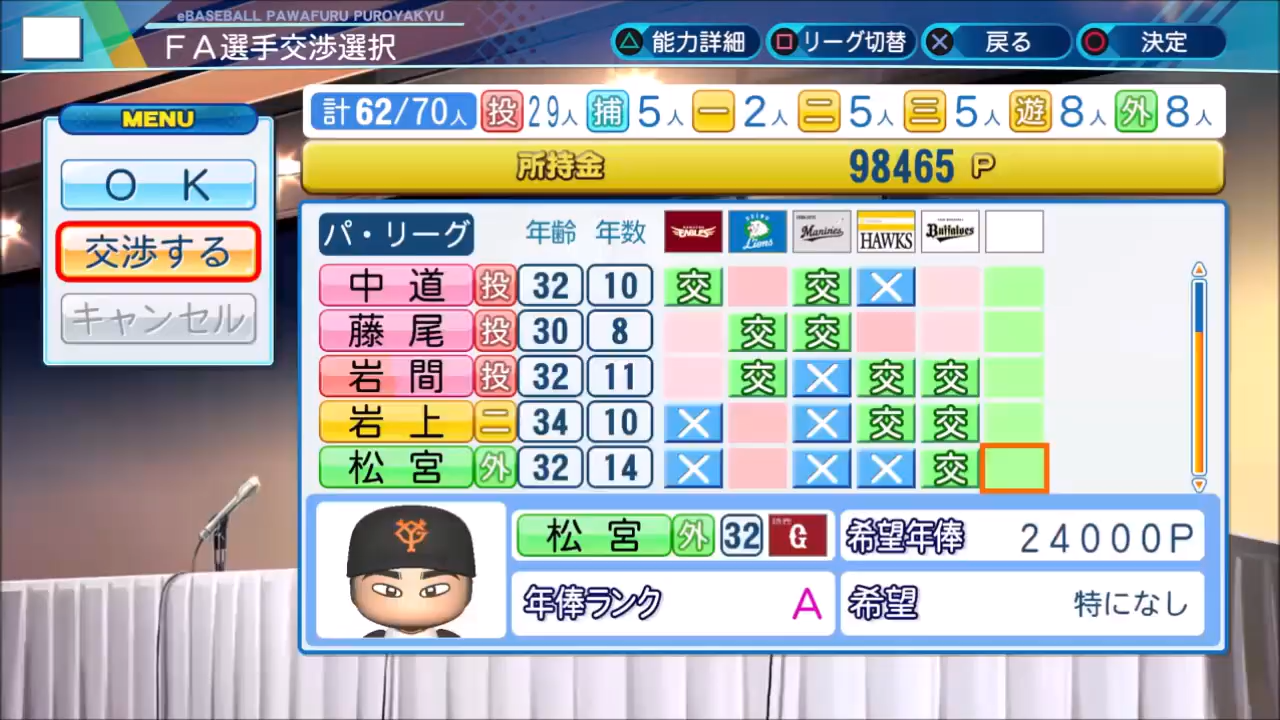 eBASEBALL PAWAFURU PUROYAKYU
FA選手交渉選択
能力詳細 リーグ切替 戻る 決定
MENU
OK
交渉する
キャンセル
計62/70人 投29人 捕5人 一2人 二5人 三5人 遊8人 外8人
所持金 98465P
パ・リーグ 年齢 年数 EAGLES Lions Marines HAWKS Buffaloes
中道 投 32 10 交 交 ×
藤尾 投 30 8 交 交
岩間 投 32 11 交 × 交 交
岩上 二 34 10 × × 交 交
松宮 外 32 14 × × × 交
松宮 外 32 G 希望年俸 24000P
年俸ランク A 希望 特になし